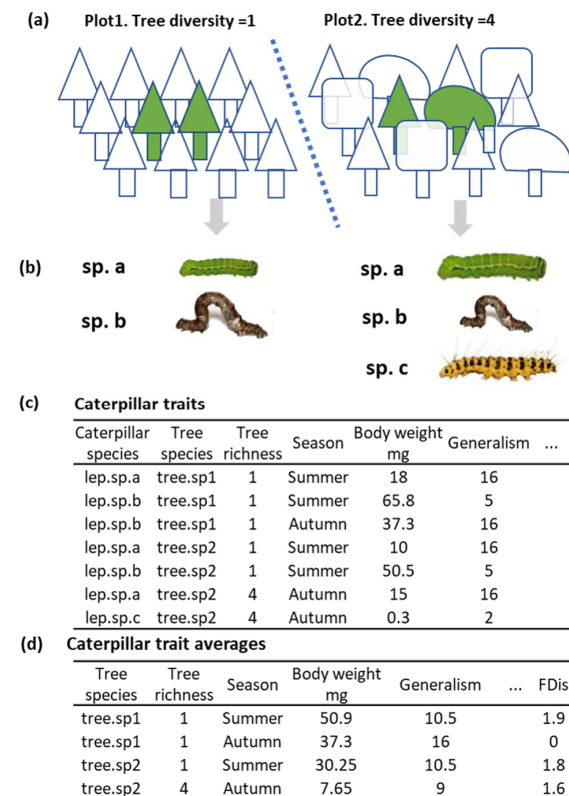 (a) Plot1. Tree diversity =1 Plot2. Tree diversity =4
(b) sp. a sp. a
sp. b sp. b
sp. c
(c) Caterpillar traits
Caterpillar species Tree species Tree richness Season Body weight mg Generalism ...
lep.sp.a tree.sp1 1 Summer 18 16
lep.sp.b tree.sp1 1 Summer 65.8 5
lep.sp.b tree.sp1 1 Autumn 37.3 16
lep.sp.a tree.sp2 1 Summer 10 16
lep.sp.b tree.sp2 1 Summer 50.5 5
lep.sp.a tree.sp2 4 Autumn 15 16
lep.sp.c tree.sp2 4 Autumn 0.3 2
(d) Caterpillar trait averages
Tree species Tree richness Season Body weight mg Generalism ... FDis
tree.sp1 1 Summer 50.9 10.5 1.9
tree.sp1 1 Autumn 37.3 16 0
tree.sp2 1 Summer 30.25 10.5 1.8
tree.sp2 4 Autumn 7.65 9 1.6